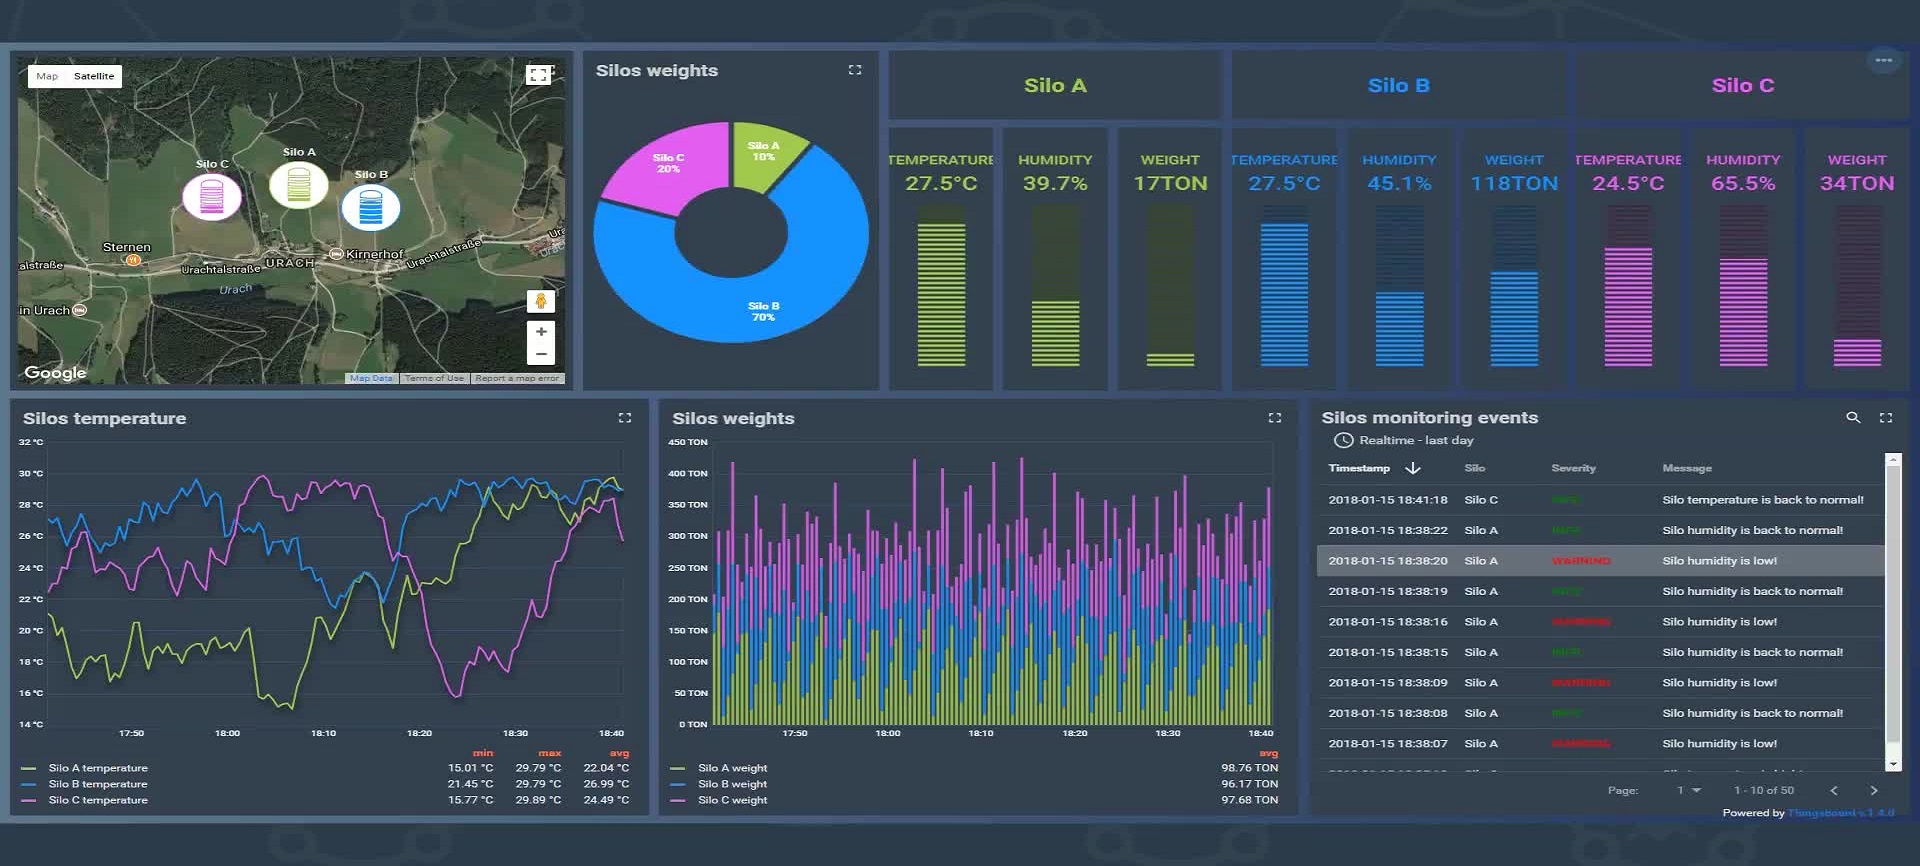 Map Satellite
Silo C
Silo A
Silo B
Sternen
alstraße
Urachtalstraße
URACH
Kirnerhof
Urachtalstraße
Urach
in Urach
Google
Map Data Terms of Use Report a map error
Silos weights
Silo A
10%
Silo C
20%
Silo B
70%
Silo A
TEMPERATURE HUMIDITY WEIGHT
27.5°C 39.7% 17TON
Silo B
TEMPERATURE HUMIDITY WEIGHT
27.5°C 45.1% 118TON
Silo C
TEMPERATURE HUMIDITY WEIGHT
24.5°C 65.5% 34TON
Silos temperature
32 °C
30 °C
28 °C
26 °C
24 °C
22 °C
20 °C
18 °C
16 °C
14 °C
17:50 18:00 18:10 18:20 18:30 18:40
min max avg
Silo A temperature 15.01 °C 29.79 °C 22.04 °C
Silo B temperature 21.45 °C 29.79 °C 26.99 °C
Silo C temperature 15.77 °C 29.89 °C 24.49 °C
Silos weights
450 TON
400 TON
350 TON
300 TON
250 TON
200 TON
150 TON
100 TON
50 TON
0 TON
17:50 18:00 18:10 18:20 18:30 18:40
avg
Silo A weight 98.76 TON
Silo B weight 96.17 TON
Silo C weight 97.68 TON
Silos monitoring events
Realtime - last day
Timestamp Silo Severity Message
2018-01-15 18:41:18 Silo C Silo temperature is back to normal!
2018-01-15 18:38:22 Silo A Silo humidity is back to normal!
2018-01-15 18:38:20 Silo A WARNING Silo humidity is low!
2018-01-15 18:38:19 Silo A Silo humidity is back to normal!
2018-01-15 18:38:16 Silo A WARNING Silo humidity is low!
2018-01-15 18:38:15 Silo A Silo humidity is back to normal!
2018-01-15 18:38:09 Silo A WARNING Silo humidity is low!
2018-01-15 18:38:08 Silo A Silo humidity is back to normal!
2018-01-15 18:38:07 Silo A WARNING Silo humidity is low!
Page: 1 1 - 10 of 50
Powered by Thingsboard v.1.4.0